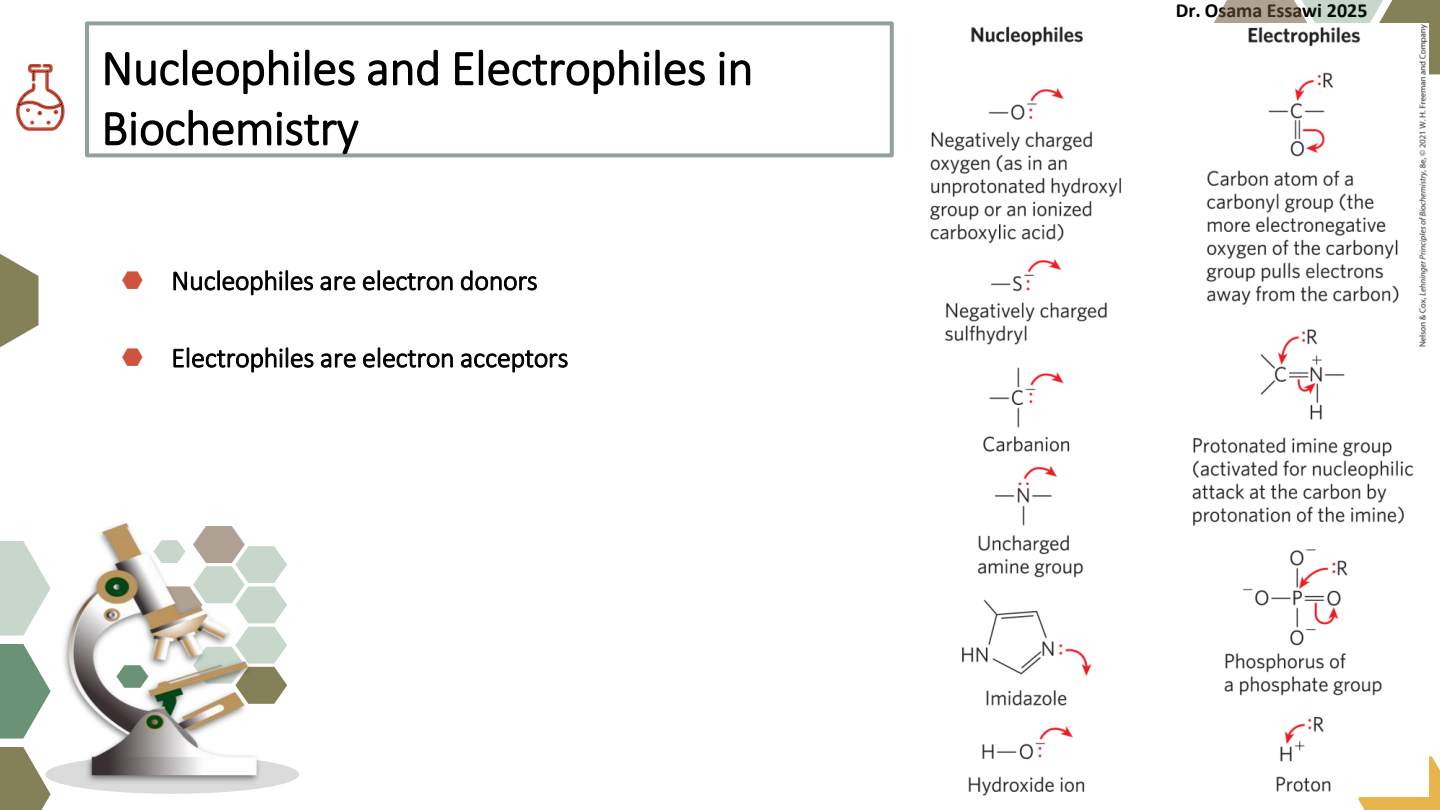 Dr. Osama Essawi 2025
Nucleophiles and Electrophiles in
Biochemistry
Nucleophiles are electron donors
Electrophiles are electron acceptors
Nucleophiles
—O:−
Negatively charged
oxygen (as in an
unprotonated hydroxyl
group or an ionized
carboxylic acid)
—S:−
Negatively charged
sulfhydryl
—C:−
Carbanion
—N—
Uncharged
amine group
HN N:
Imidazole
H—O:−
Hydroxide ion
Electrophiles
:R
—C—
O
Carbon atom of a
carbonyl group (the
more electronegative
oxygen of the carbonyl
group pulls electrons
away from the carbon)
:R
C=N+—
H
Protonated imine group
(activated for nucleophilic
attack at the carbon by
protonation of the imine)
O− :R
−O—P=O
O−
Phosphorus of
a phosphate group
:R
H+
Proton
Nelson & Cox, Lehninger Principles of Biochemistry, 8e, © 2021 W. H. Freeman and Company